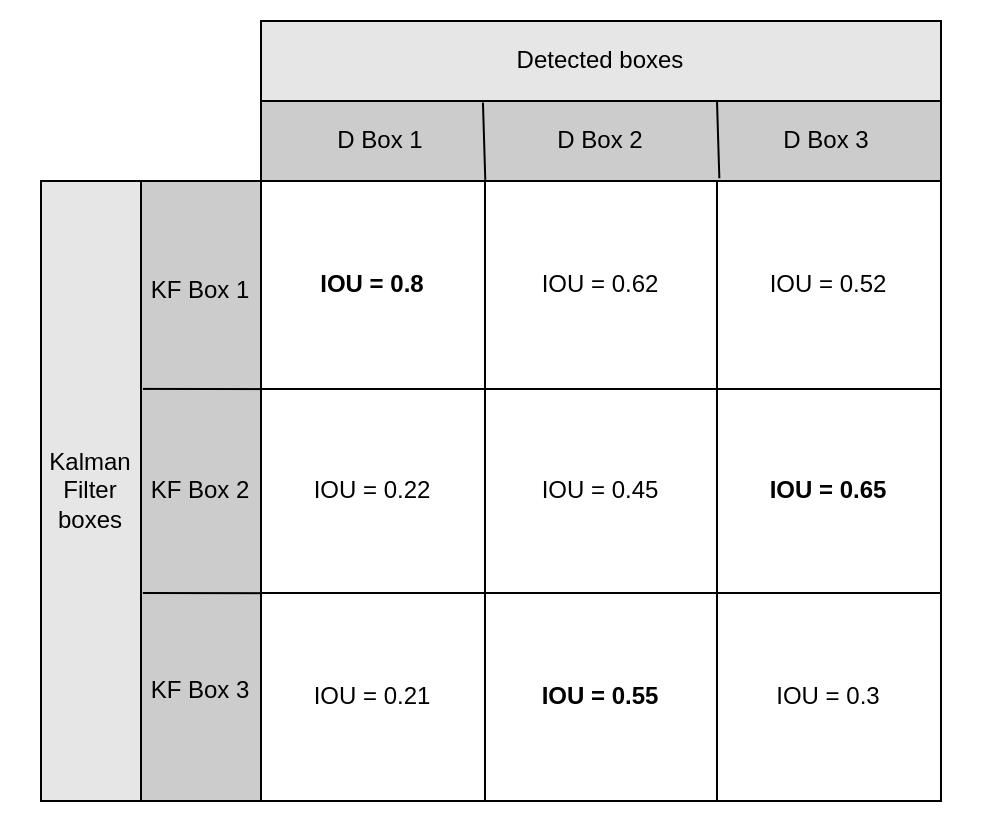 Detected boxes
D Box 1
D Box 2
D Box 3
KF Box 1
IOU = 0.8
IOU = 0.62
IOU = 0.52
Kalman
Filter
boxes
KF Box 2
IOU = 0.22
IOU = 0.45
IOU = 0.65
KF Box 3
IOU = 0.21
IOU = 0.55
IOU = 0.3